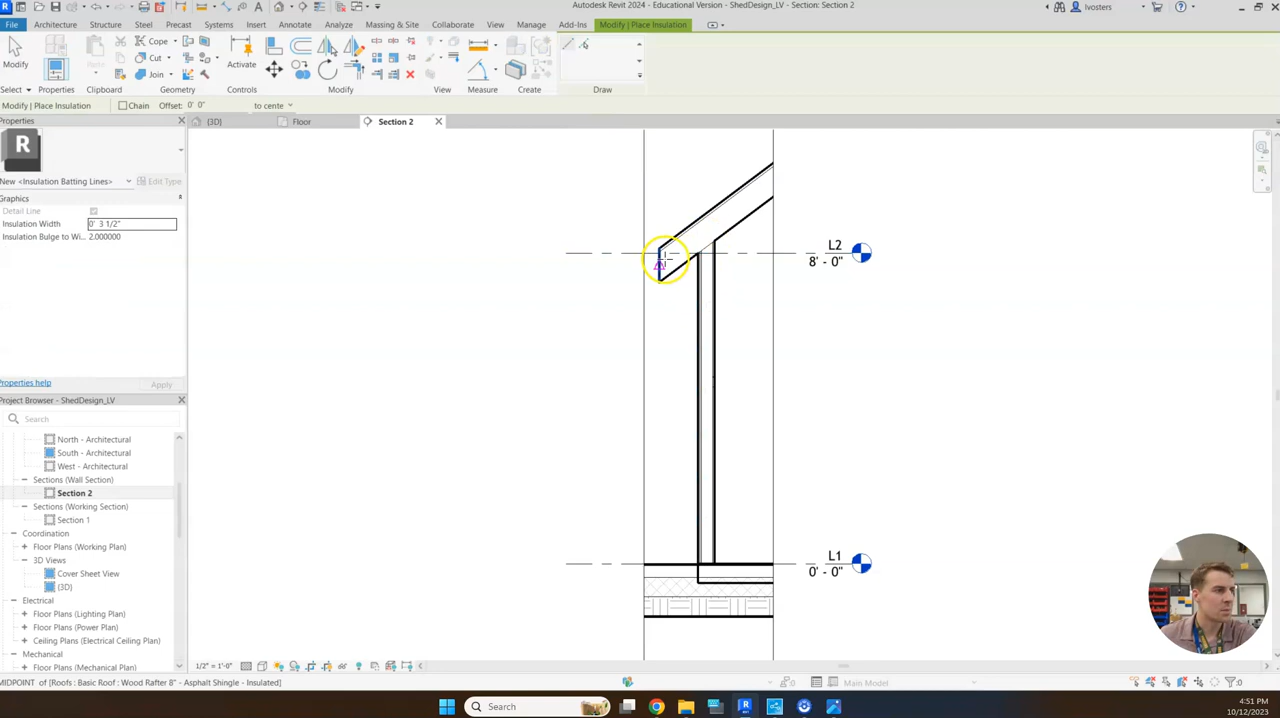 Autodesk Revit 2024 - Educational Version - ShedDesign_LV - Section: Section 2
lvosters
File Architecture Structure Steel Precast Systems Insert Annotate Analyze Massing & Site Collaborate View Manage Add-Ins Modify | Place Insulation
Modify Cope Cut Join Activate
Select Properties Clipboard Geometry Controls Modify View Measure Create Draw
Paste
Modify | Place Insulation Chain Offset: 0' 0" to cente
Properties
{3D} Floor Section 2
R
New <Insulation Batting Lines> Edit Type
Graphics
Detail Line
Insulation Width 0' 3 1/2"
Insulation Bulge to Wi... 2.000000
Properties help Apply
Project Browser - ShedDesign_LV
Search
North - Architectural
South - Architectural
West - Architectural
Sections (Wall Section)
Section 2
Sections (Working Section)
Section 1
Coordination
Floor Plans (Working Plan)
3D Views
Cover Sheet View
{3D}
Electrical
Floor Plans (Lighting Plan)
Floor Plans (Power Plan)
Ceiling Plans (Electrical Ceiling Plan)
Mechanical
Floor Plans (Mechanical Plan)
L2
8' - 0"
L1
0' - 0"
1/2" = 1'-0"
MIDPOINT of [Roofs : Basic Roof : Wood Rafter 8" - Asphalt Shingle - Insulated]
:0 Main Model :0
Search
4:51 PM
10/12/2023